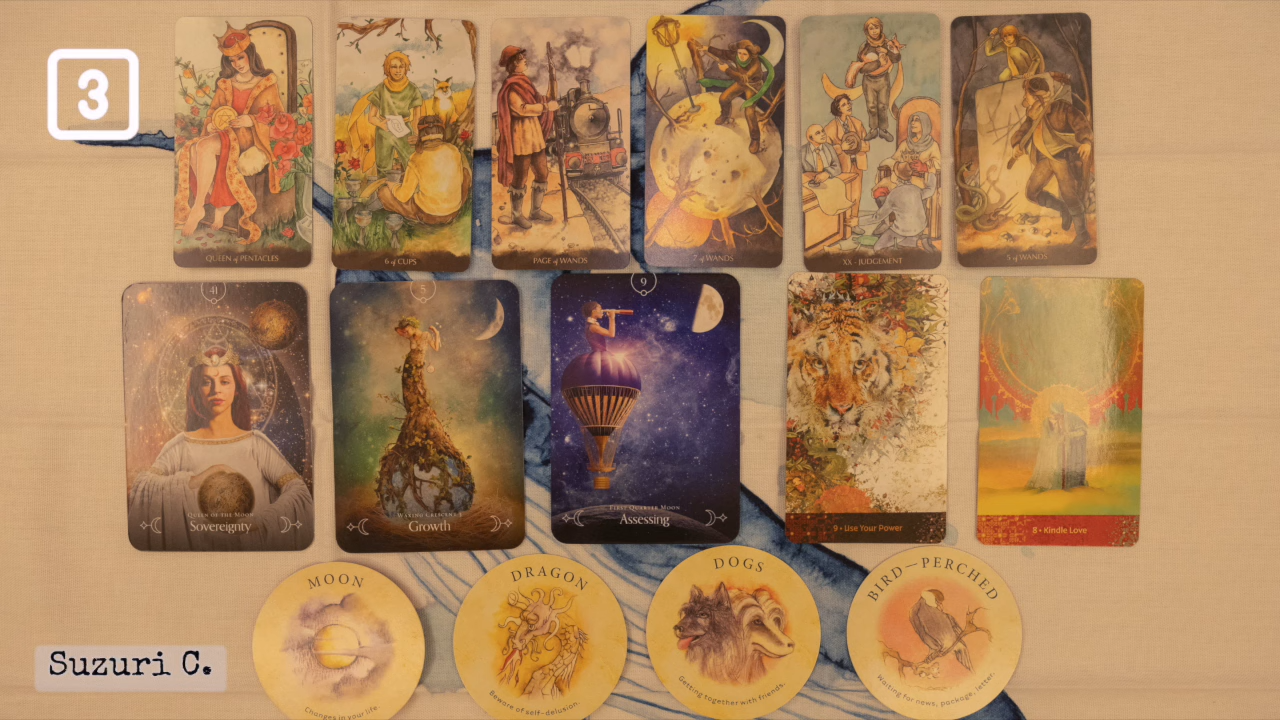 3
QUEEN of PENTACLES
6 of CUPS
PAGE of WANDS
7 of WANDS
XX - JUDGEMENT
5 of WANDS
41
QUEEN OF THE MOON
Sovereignty
5
WAXING CRESCENT
Growth
9
FIRST QUARTER MOON
Assessing
9 • Use Your Power
8 • Kindle Love
MOON
Changes in your life.
DRAGON
Beware of self-delusion.
DOGS
Getting together with friends.
BIRD—PERCHED
Waiting for news, package, letter.
Suzuri C.